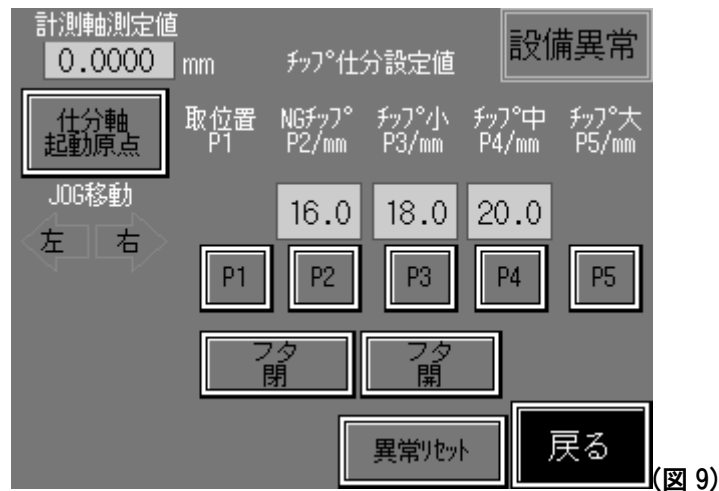 計測軸測定値
0.0000 mm
チップ仕分設定値
設備異常
仕分軸
起動原点
取位置
P1
NGチップ
P2/mm
チップ小
P3/mm
チップ中
P4/mm
チップ大
P5/mm
JOG移動
左 右
16.0 18.0 20.0
P1 P2 P3 P4 P5
フタ
閉
フタ
開
異常リセット
戻る
(図 9)